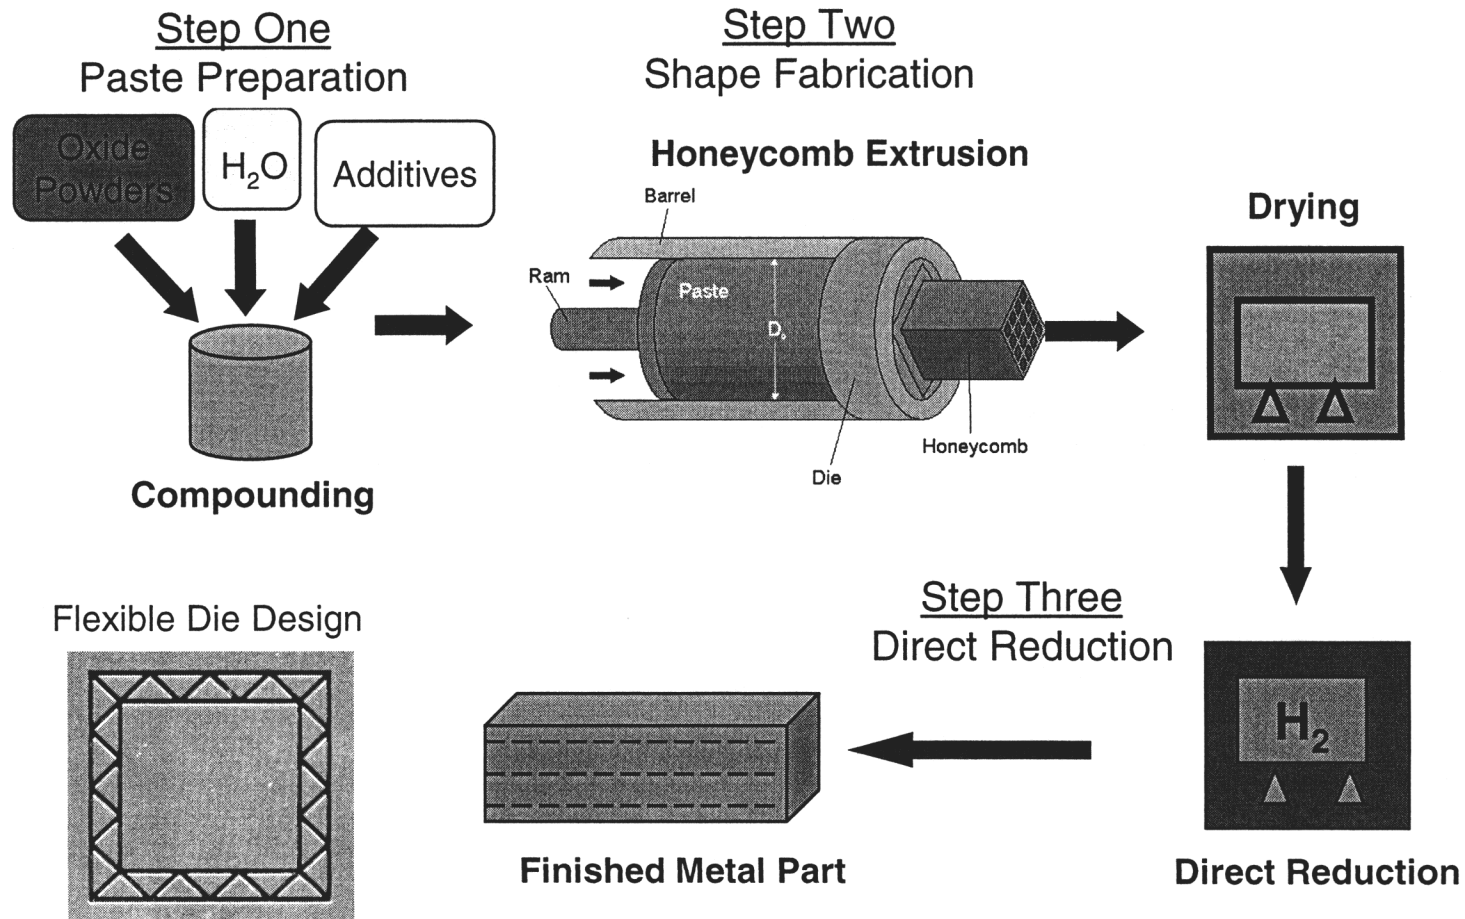 Step One
Paste Preparation
Oxide
Powders
H₂O
Additives
Compounding
Step Two
Shape Fabrication
Honeycomb Extrusion
Barrel
Ram
Paste
D₀
Die
Honeycomb
Drying
Step Three
Direct Reduction
H₂
Direct Reduction
Finished Metal Part
Flexible Die Design